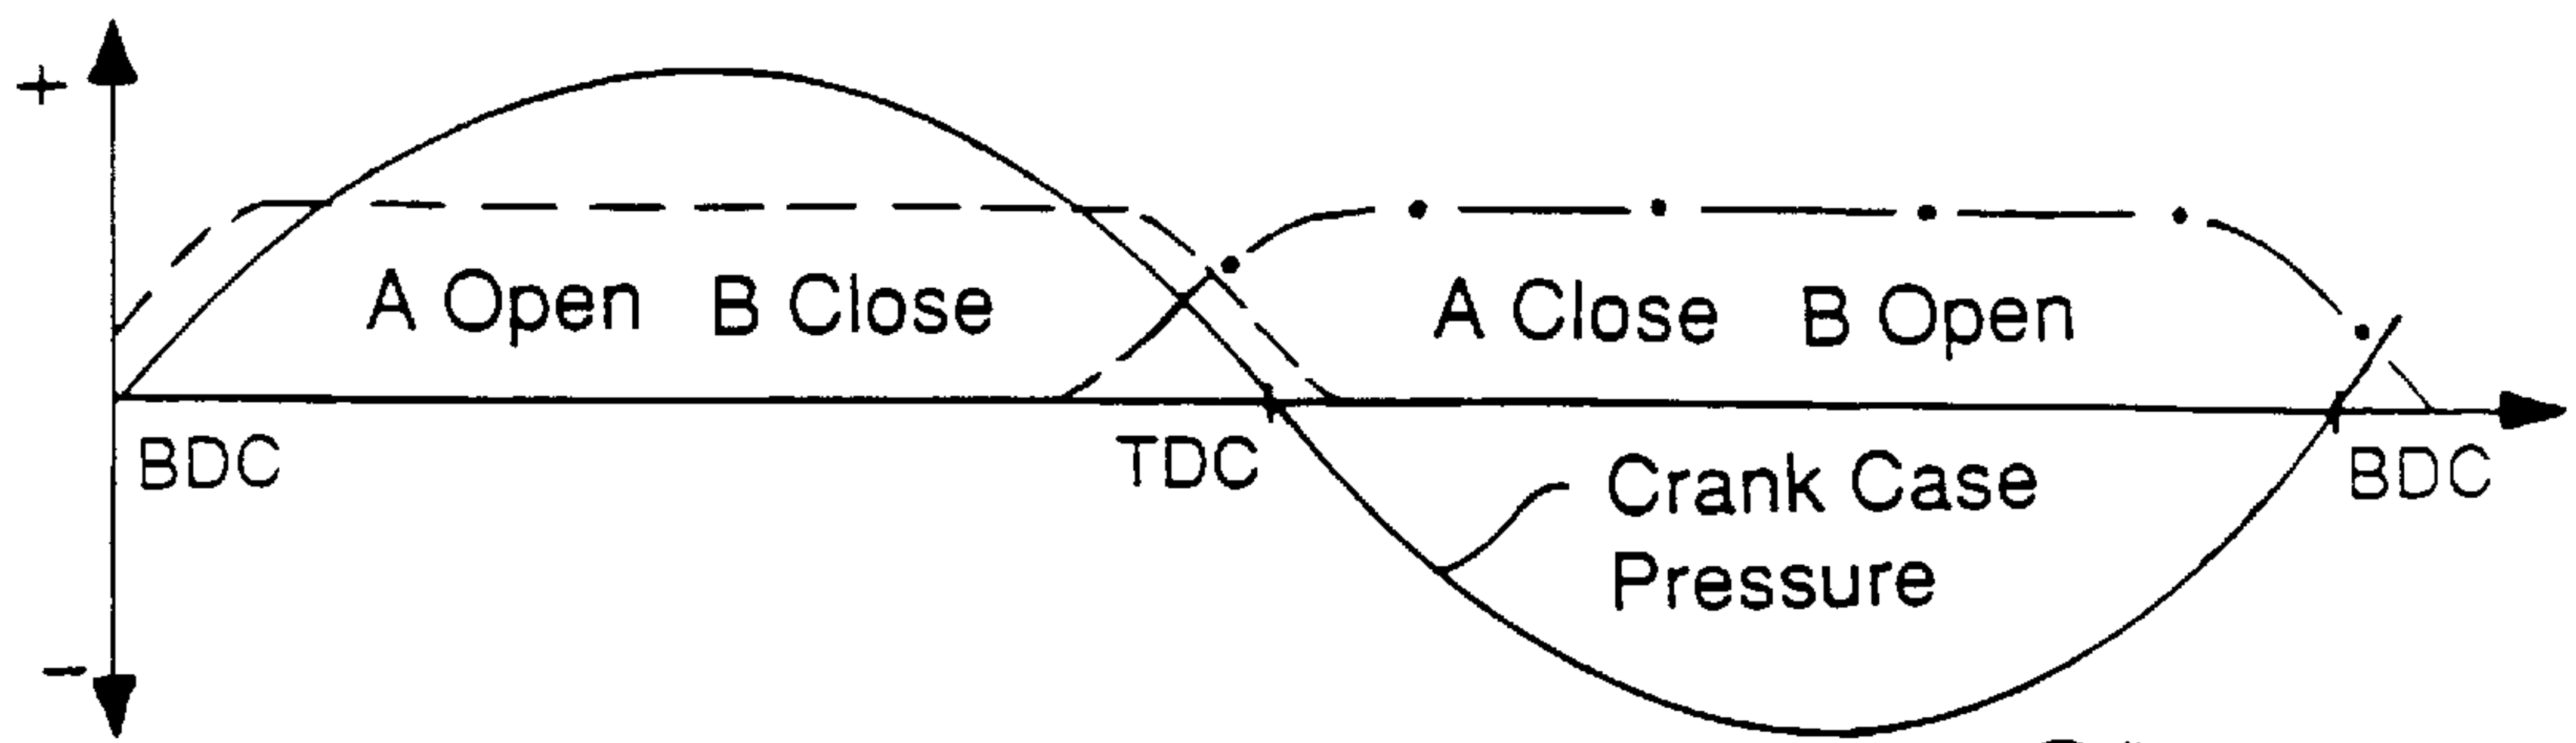 +
A Open B Close
A Close B Open
BDC
TDC
BDC
Crank Case
Pressure
-